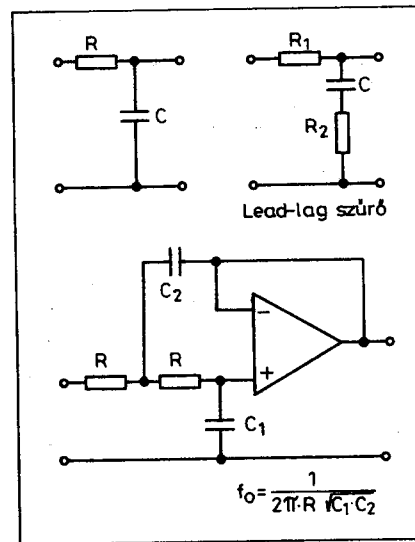 R
R₁
C
C
R₂
Lead-lag szűrő
C₂
R
R
−
+
C₁
f₀=1/(2π·R √C₁·C₂)